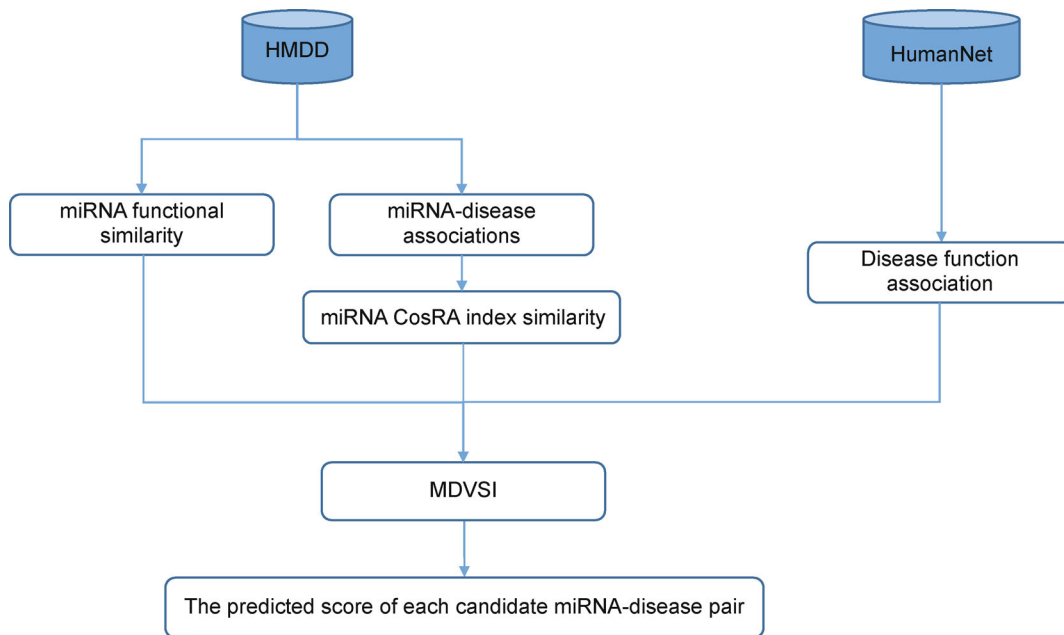 HMDD
HumanNet
miRNA functional
similarity
miRNA-disease
associations
Disease function
association
miRNA CosRA index similarity
MDVSI
The predicted score of each candidate miRNA-disease pair